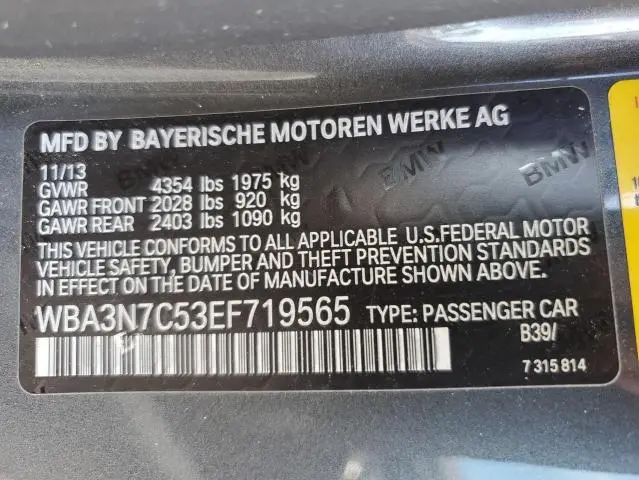 MFD BY BAYERISCHE MOTOREN WERKE AG
11/13
GVWR 4354 lbs 1975 kg
GAWR FRONT 2028 lbs 920 kg
GAWR REAR 2403 lbs 1090 kg
THIS VEHICLE CONFORMS TO ALL APPLICABLE U.S.FEDERAL MOTOR
VEHICLE SAFETY, BUMPER AND THEFT PREVENTION STANDARDS
IN EFFECT ON THE DATE OF MANUFACTURE SHOWN ABOVE.
WBA3N7C53EF719565 TYPE: PASSENGER CAR
B39/
7 315 814
BMW
BMW
BMW